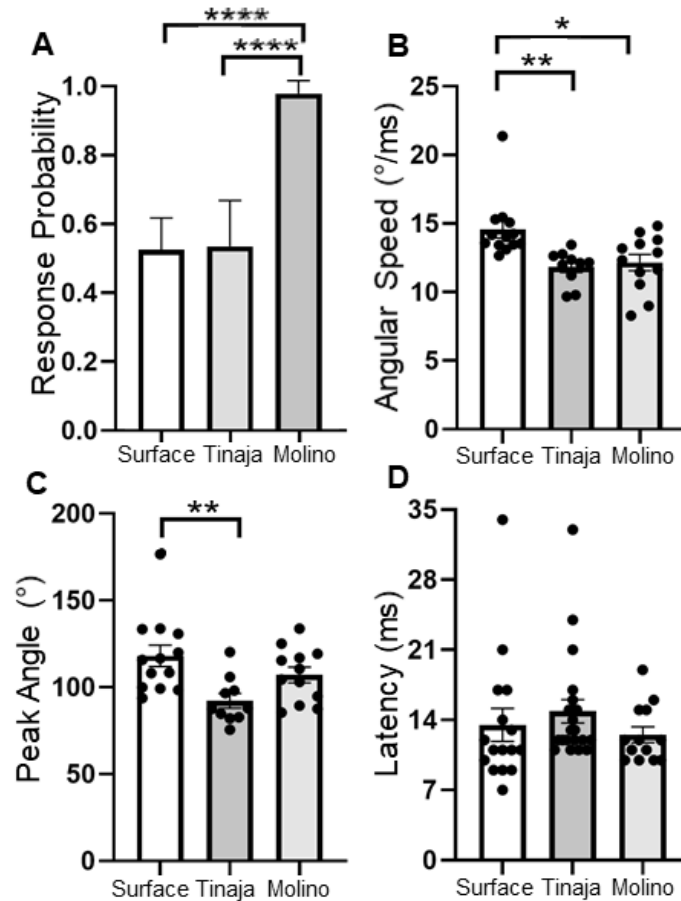 A
****
****
Response Probability
1.0
0.8
0.6
0.4
0.2
0.0
Surface Tinaja Molino
B
*
**
Angular Speed (°/ms)
25
20
15
10
5
0
Surface Tinaja Molino
C
**
Peak Angle (°)
200
150
100
50
0
Surface Tinaja Molino
D
Latency (ms)
35
28
21
14
7
0
Surface Tinaja Molino